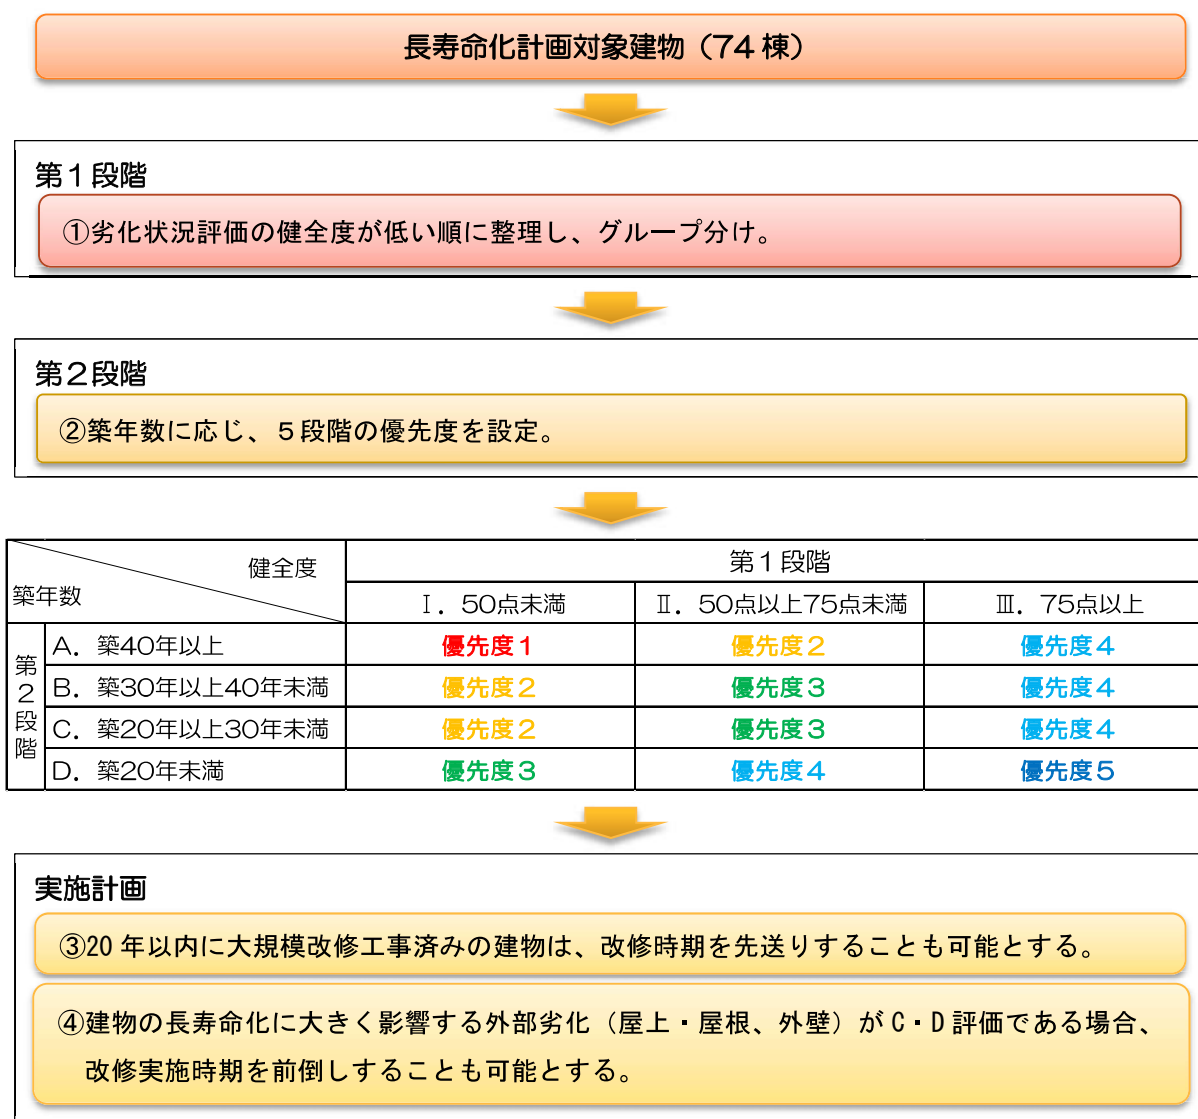 長寿命化計画対象建物（74棟）
第１段階
①劣化状況評価の健全度が低い順に整理し、グループ分け。
第２段階
②築年数に応じ、５段階の優先度を設定。
健全度
築年数
第１段階
Ⅰ．50点未満
Ⅱ．50点以上75点未満
Ⅲ．75点以上
第２段階
A．築40年以上
優先度１
優先度２
優先度４
B．築30年以上40年未満
優先度２
優先度３
優先度４
C．築20年以上30年未満
優先度２
優先度３
優先度４
D．築20年未満
優先度３
優先度４
優先度５
実施計画
③20年以内に大規模改修工事済みの建物は、改修時期を先送りすることも可能とする。
④建物の長寿命化に大きく影響する外部劣化（屋上・屋根、外壁）がC・D評価である場合、
改修実施時期を前倒しすることも可能とする。